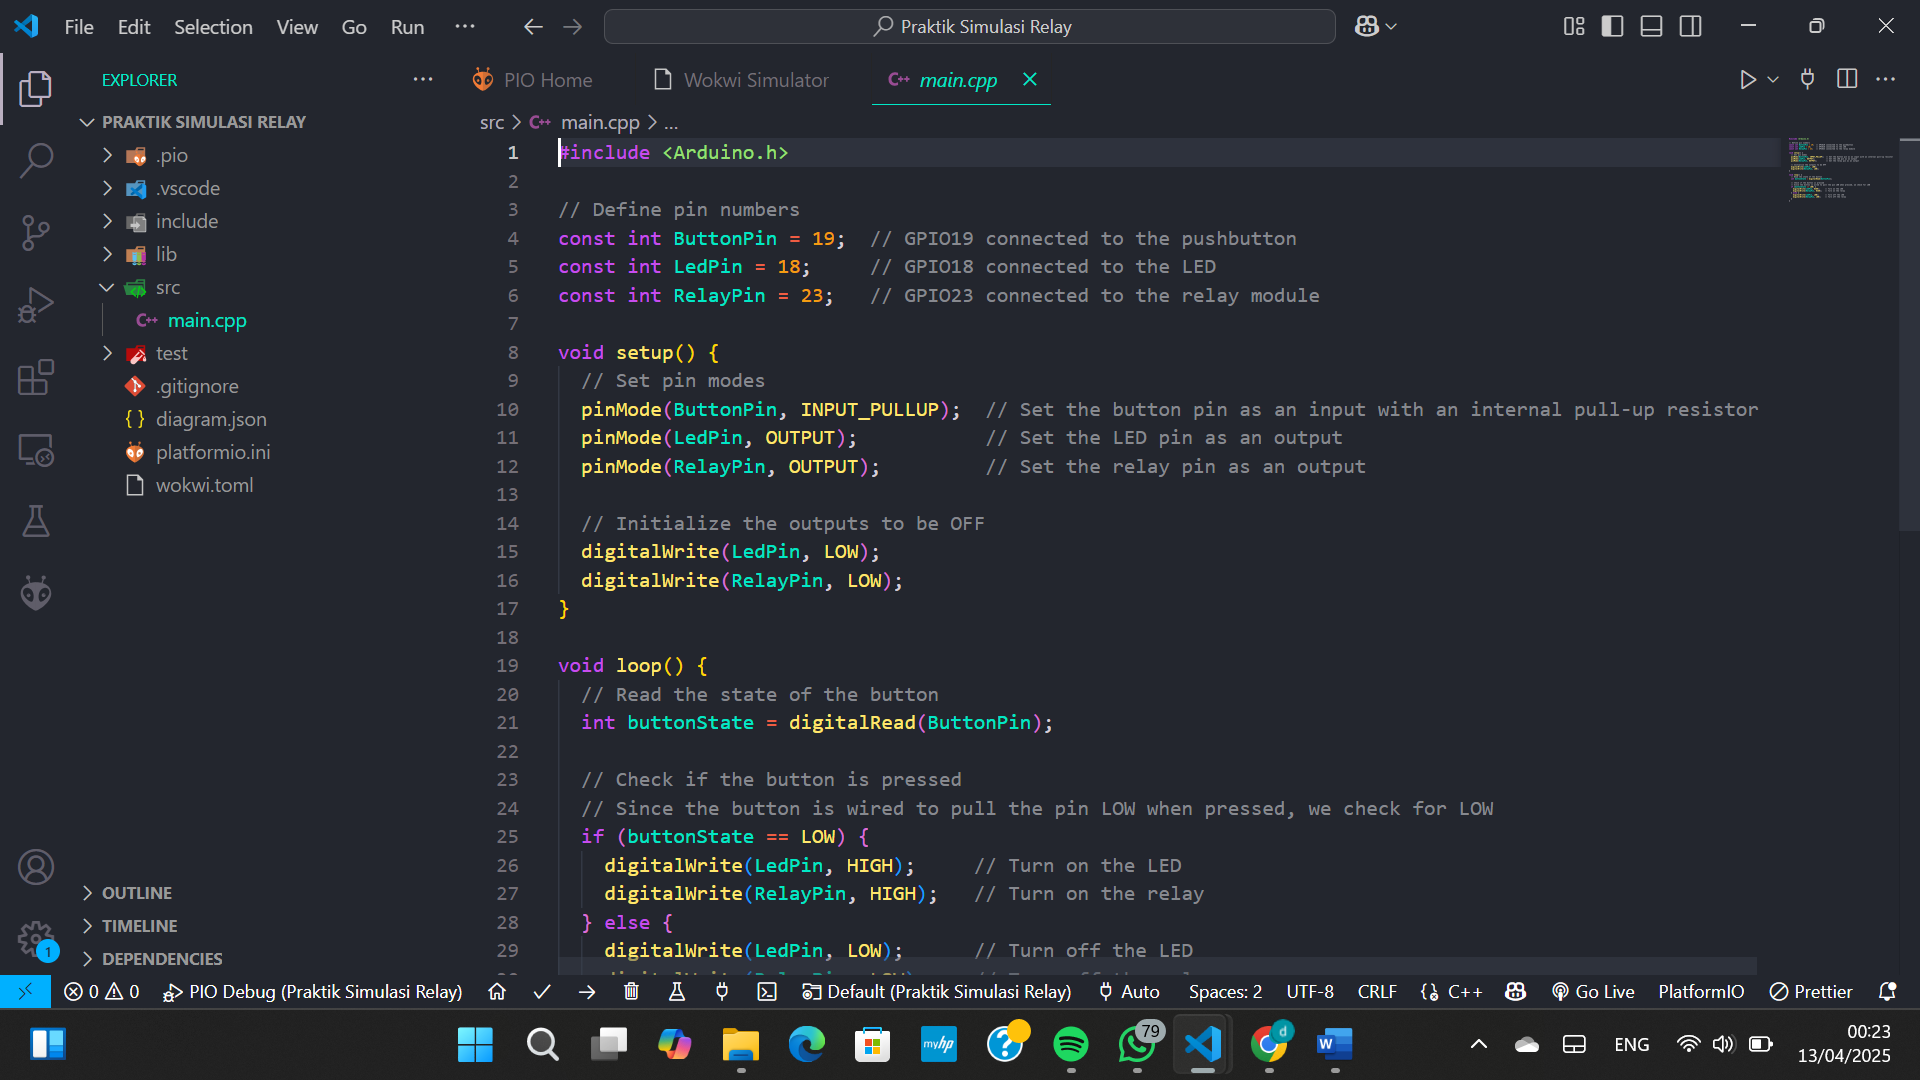 File Edit Selection View Go Run ··· Praktik Simulasi Relay
EXPLORER
PIO Home Wokwi Simulator C++ main.cpp
PRAKTIK SIMULASI RELAY
src > C++ main.cpp > ...
.pio
.vscode
include
lib
src
C++ main.cpp
test
.gitignore
{ } diagram.json
platformio.ini
wokwi.toml
OUTLINE
TIMELINE
DEPENDENCIES
1
1 #include <Arduino.h>
2
3 // Define pin numbers
4 const int ButtonPin = 19; // GPIO19 connected to the pushbutton
5 const int LedPin = 18; // GPIO18 connected to the LED
6 const int RelayPin = 23; // GPIO23 connected to the relay module
7
8 void setup() {
9 // Set pin modes
10 pinMode(ButtonPin, INPUT_PULLUP); // Set the button pin as an input with an internal pull-up resistor
11 pinMode(LedPin, OUTPUT); // Set the LED pin as an output
12 pinMode(RelayPin, OUTPUT); // Set the relay pin as an output
13
14 // Initialize the outputs to be OFF
15 digitalWrite(LedPin, LOW);
16 digitalWrite(RelayPin, LOW);
17 }
18
19 void loop() {
20 // Read the state of the button
21 int buttonState = digitalRead(ButtonPin);
22
23 // Check if the button is pressed
24 // Since the button is wired to pull the pin LOW when pressed, we check for LOW
25 if (buttonState == LOW) {
26 digitalWrite(LedPin, HIGH); // Turn on the LED
27 digitalWrite(RelayPin, HIGH); // Turn on the relay
28 } else {
29 digitalWrite(LedPin, LOW); // Turn off the LED
0 0 PIO Debug (Praktik Simulasi Relay) Default (Praktik Simulasi Relay) Auto Spaces: 2 UTF-8 CRLF C++ Go Live PlatformIO Prettier
myhp 79 d W ENG 00:23
13/04/2025